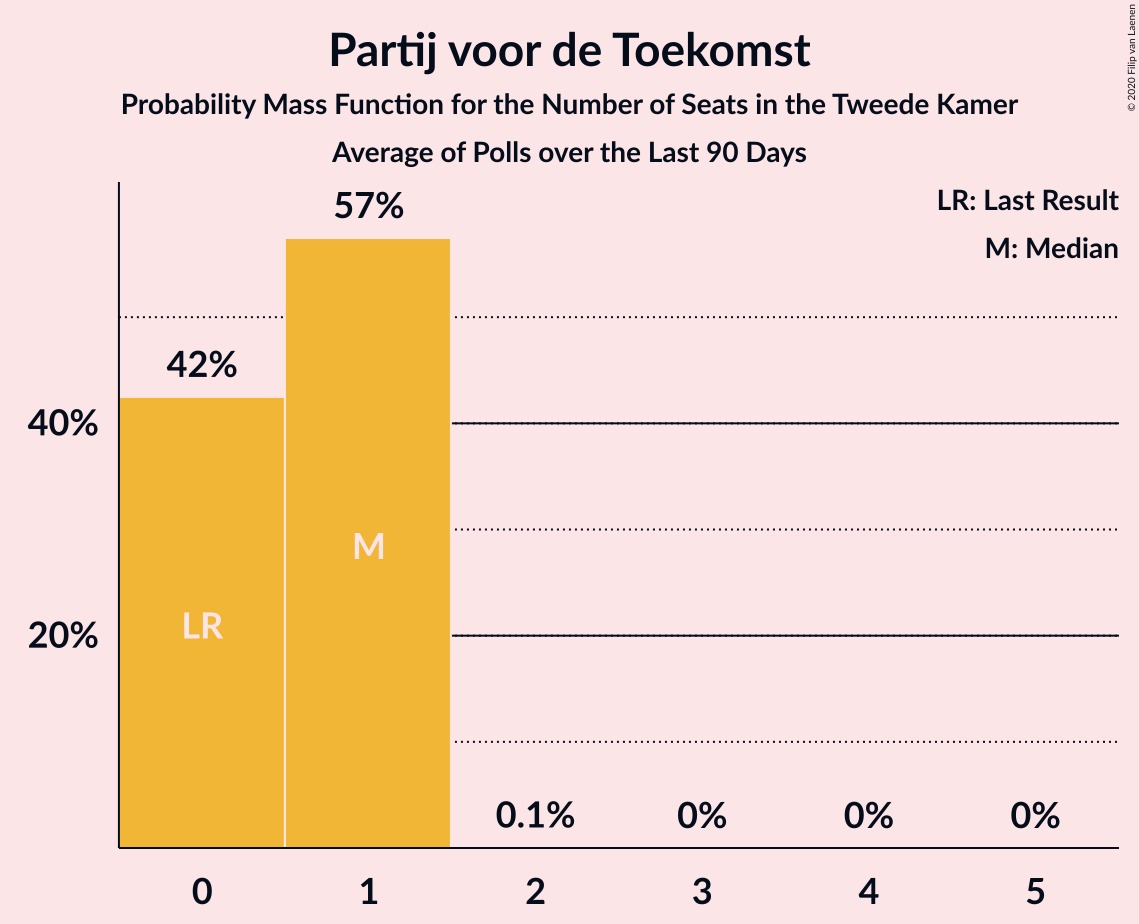 Partij voor de Toekomst
Probability Mass Function for the Number of Seats in the Tweede Kamer
Average of Polls over the Last 90 Days
© 2020 Filip van Laenen
LR: Last Result
M: Median
57%
42%
40%
M
LR
20%
0.1%
0%
0%
0%
0
1
2
3
4
5